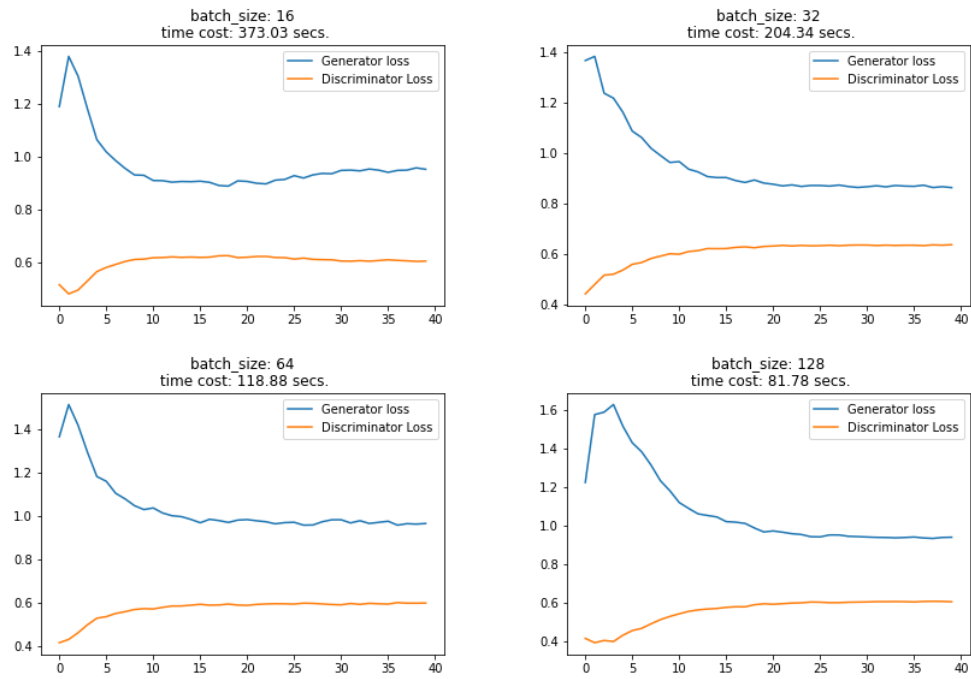 batch_size: 16
time cost: 373.03 secs.
Generator loss
Discriminator Loss
1.4
1.2
1.0
0.8
0.6
0 5 10 15 20 25 30 35 40
batch_size: 32
time cost: 204.34 secs.
Generator loss
Discriminator Loss
1.4
1.2
1.0
0.8
0.6
0.4
0 5 10 15 20 25 30 35 40
batch_size: 64
time cost: 118.88 secs.
Generator loss
Discriminator Loss
1.4
1.2
1.0
0.8
0.6
0.4
0 5 10 15 20 25 30 35 40
batch_size: 128
time cost: 81.78 secs.
Generator loss
Discriminator Loss
1.6
1.4
1.2
1.0
0.8
0.6
0.4
0 5 10 15 20 25 30 35 40